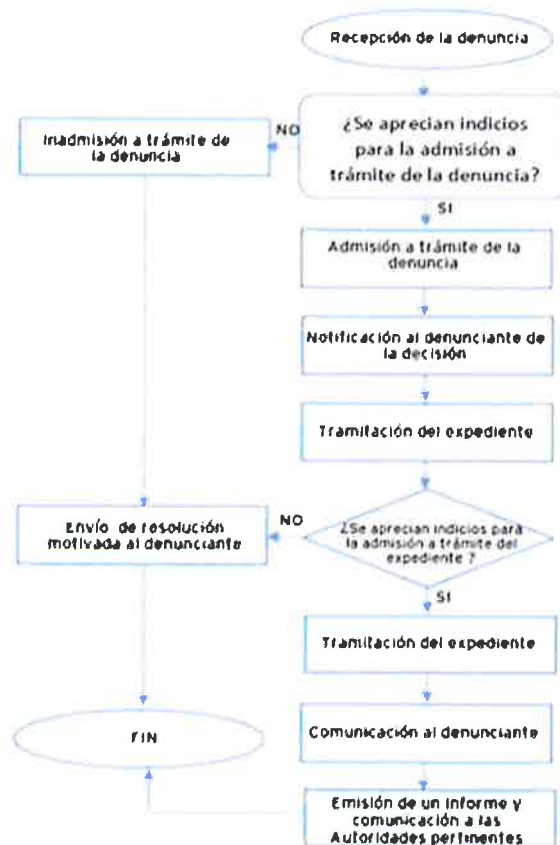 Recepción de la denuncia
NO
Inadmisión a trámite de
la denuncia
¿Se aprecian indicios
para la admisión a
trámite de la denuncia?
SI
Admisión a trámite de la
denuncia
Notificación al denunciante de
la decisión
Tramitación del expediente
Envío de resolución
motivada al denunciante
NO
¿Se aprecian indicios para
la admisión a trámite del
expediente ?
SI
Tramitación del expediente
FIN
Comunicación al denunciante
Emisión de un informe y
comunicación a las
Autoridades pertinentes